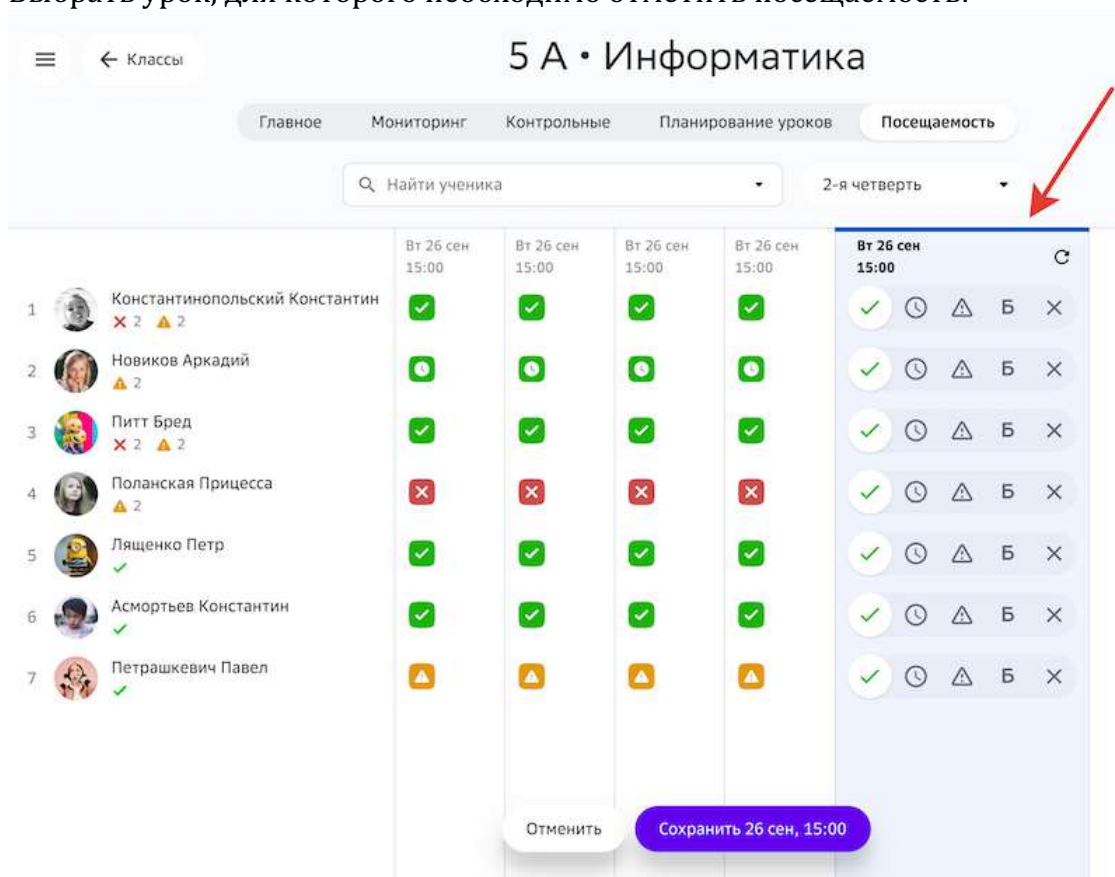 Выбрать урок, для которого необходимо отметить посещаемость.
Классы
5 А • Информатика
Главное Мониторинг Контрольные Планирование уроков Посещаемость
Найти ученика 2-я четверть
Вт 26 сен Вт 26 сен Вт 26 сен Вт 26 сен Вт 26 сен
15:00 15:00 15:00 15:00 15:00
1 Константинопольский Константин Б
2 2
2 Новиков Аркадий Б
2
3 Питт Бред Б
2 2
4 Поланская Прицесса Б
2
5 Лященко Петр Б
6 Асмортьев Константин Б
7 Петрашкевич Павел Б
Отменить Сохранить 26 сен, 15:00